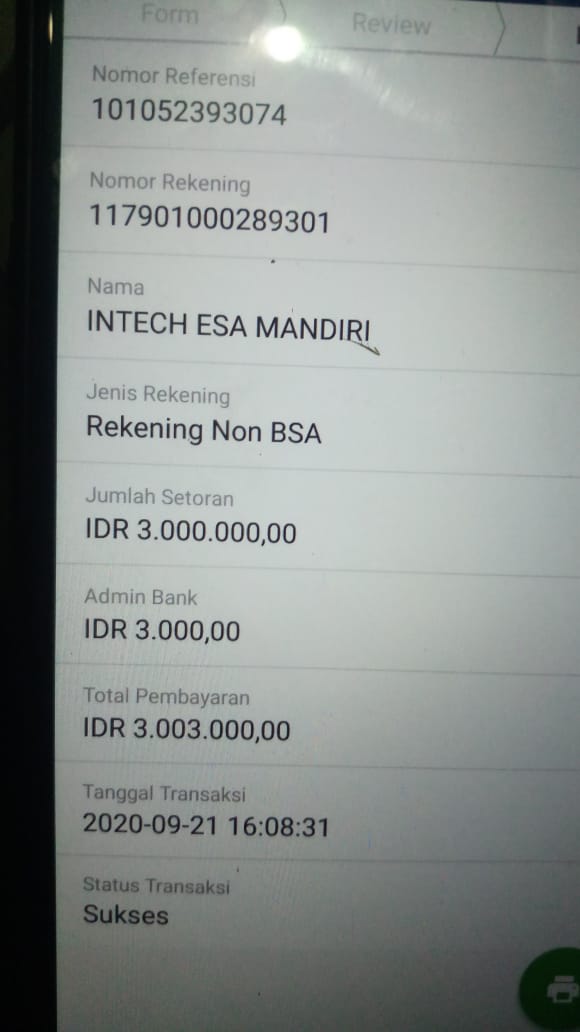 Form
Review
Nomor Referensi
101052393074
Nomor Rekening
117901000289301
Nama
INTECH ESA MANDIRI
Jenis Rekening
Rekening Non BSA
Jumlah Setoran
IDR 3.000.000,00
Admin Bank
IDR 3.000,00
Total Pembayaran
IDR 3.003.000,00
Tanggal Transaksi
2020-09-21 16:08:31
Status Transaksi
Sukses